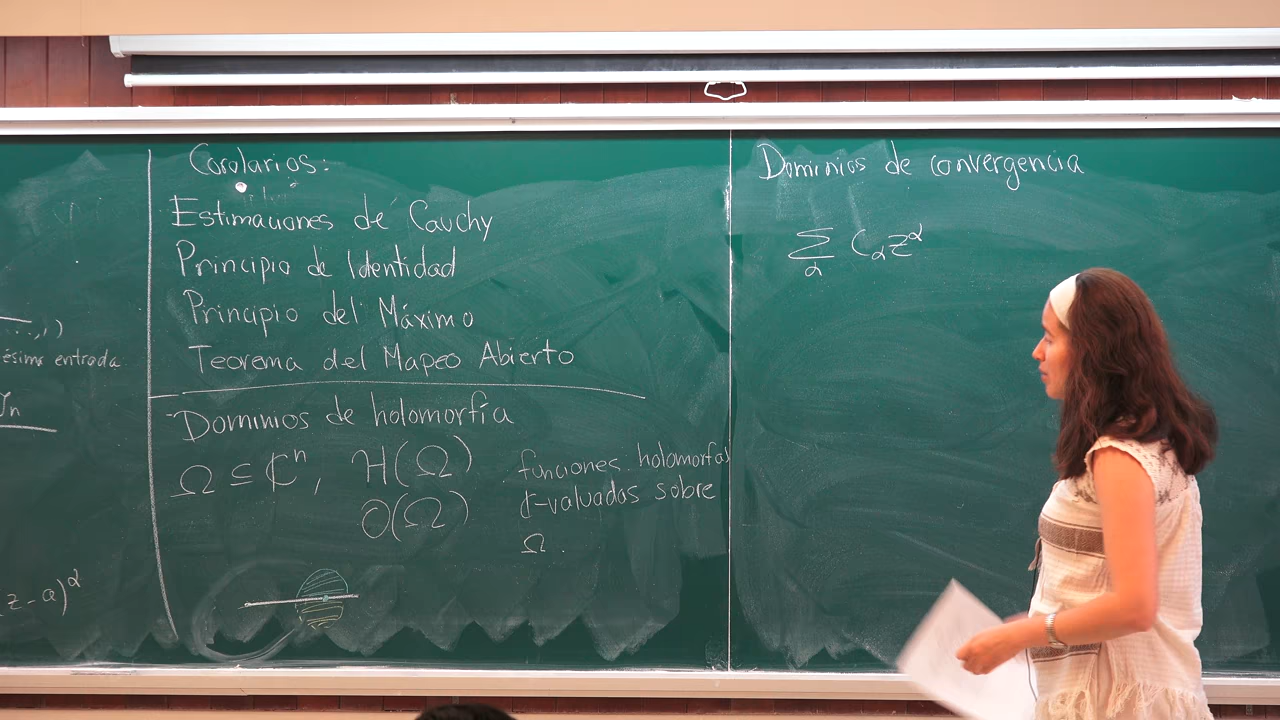 ..., 1)
ésima entrada
z - a)^α
Corolarios:
Estimaciones de Cauchy
Principio de Identidad
Principio del Máximo
Teorema del Mapeo Abierto
Dominios de holomorfía
Ω ⊆ ℂ^n, H(Ω) funciones holomorfas
O(Ω) ℂ-valuadas sobre
Ω.
Dominios de convergencia
∑_α C_α z^α